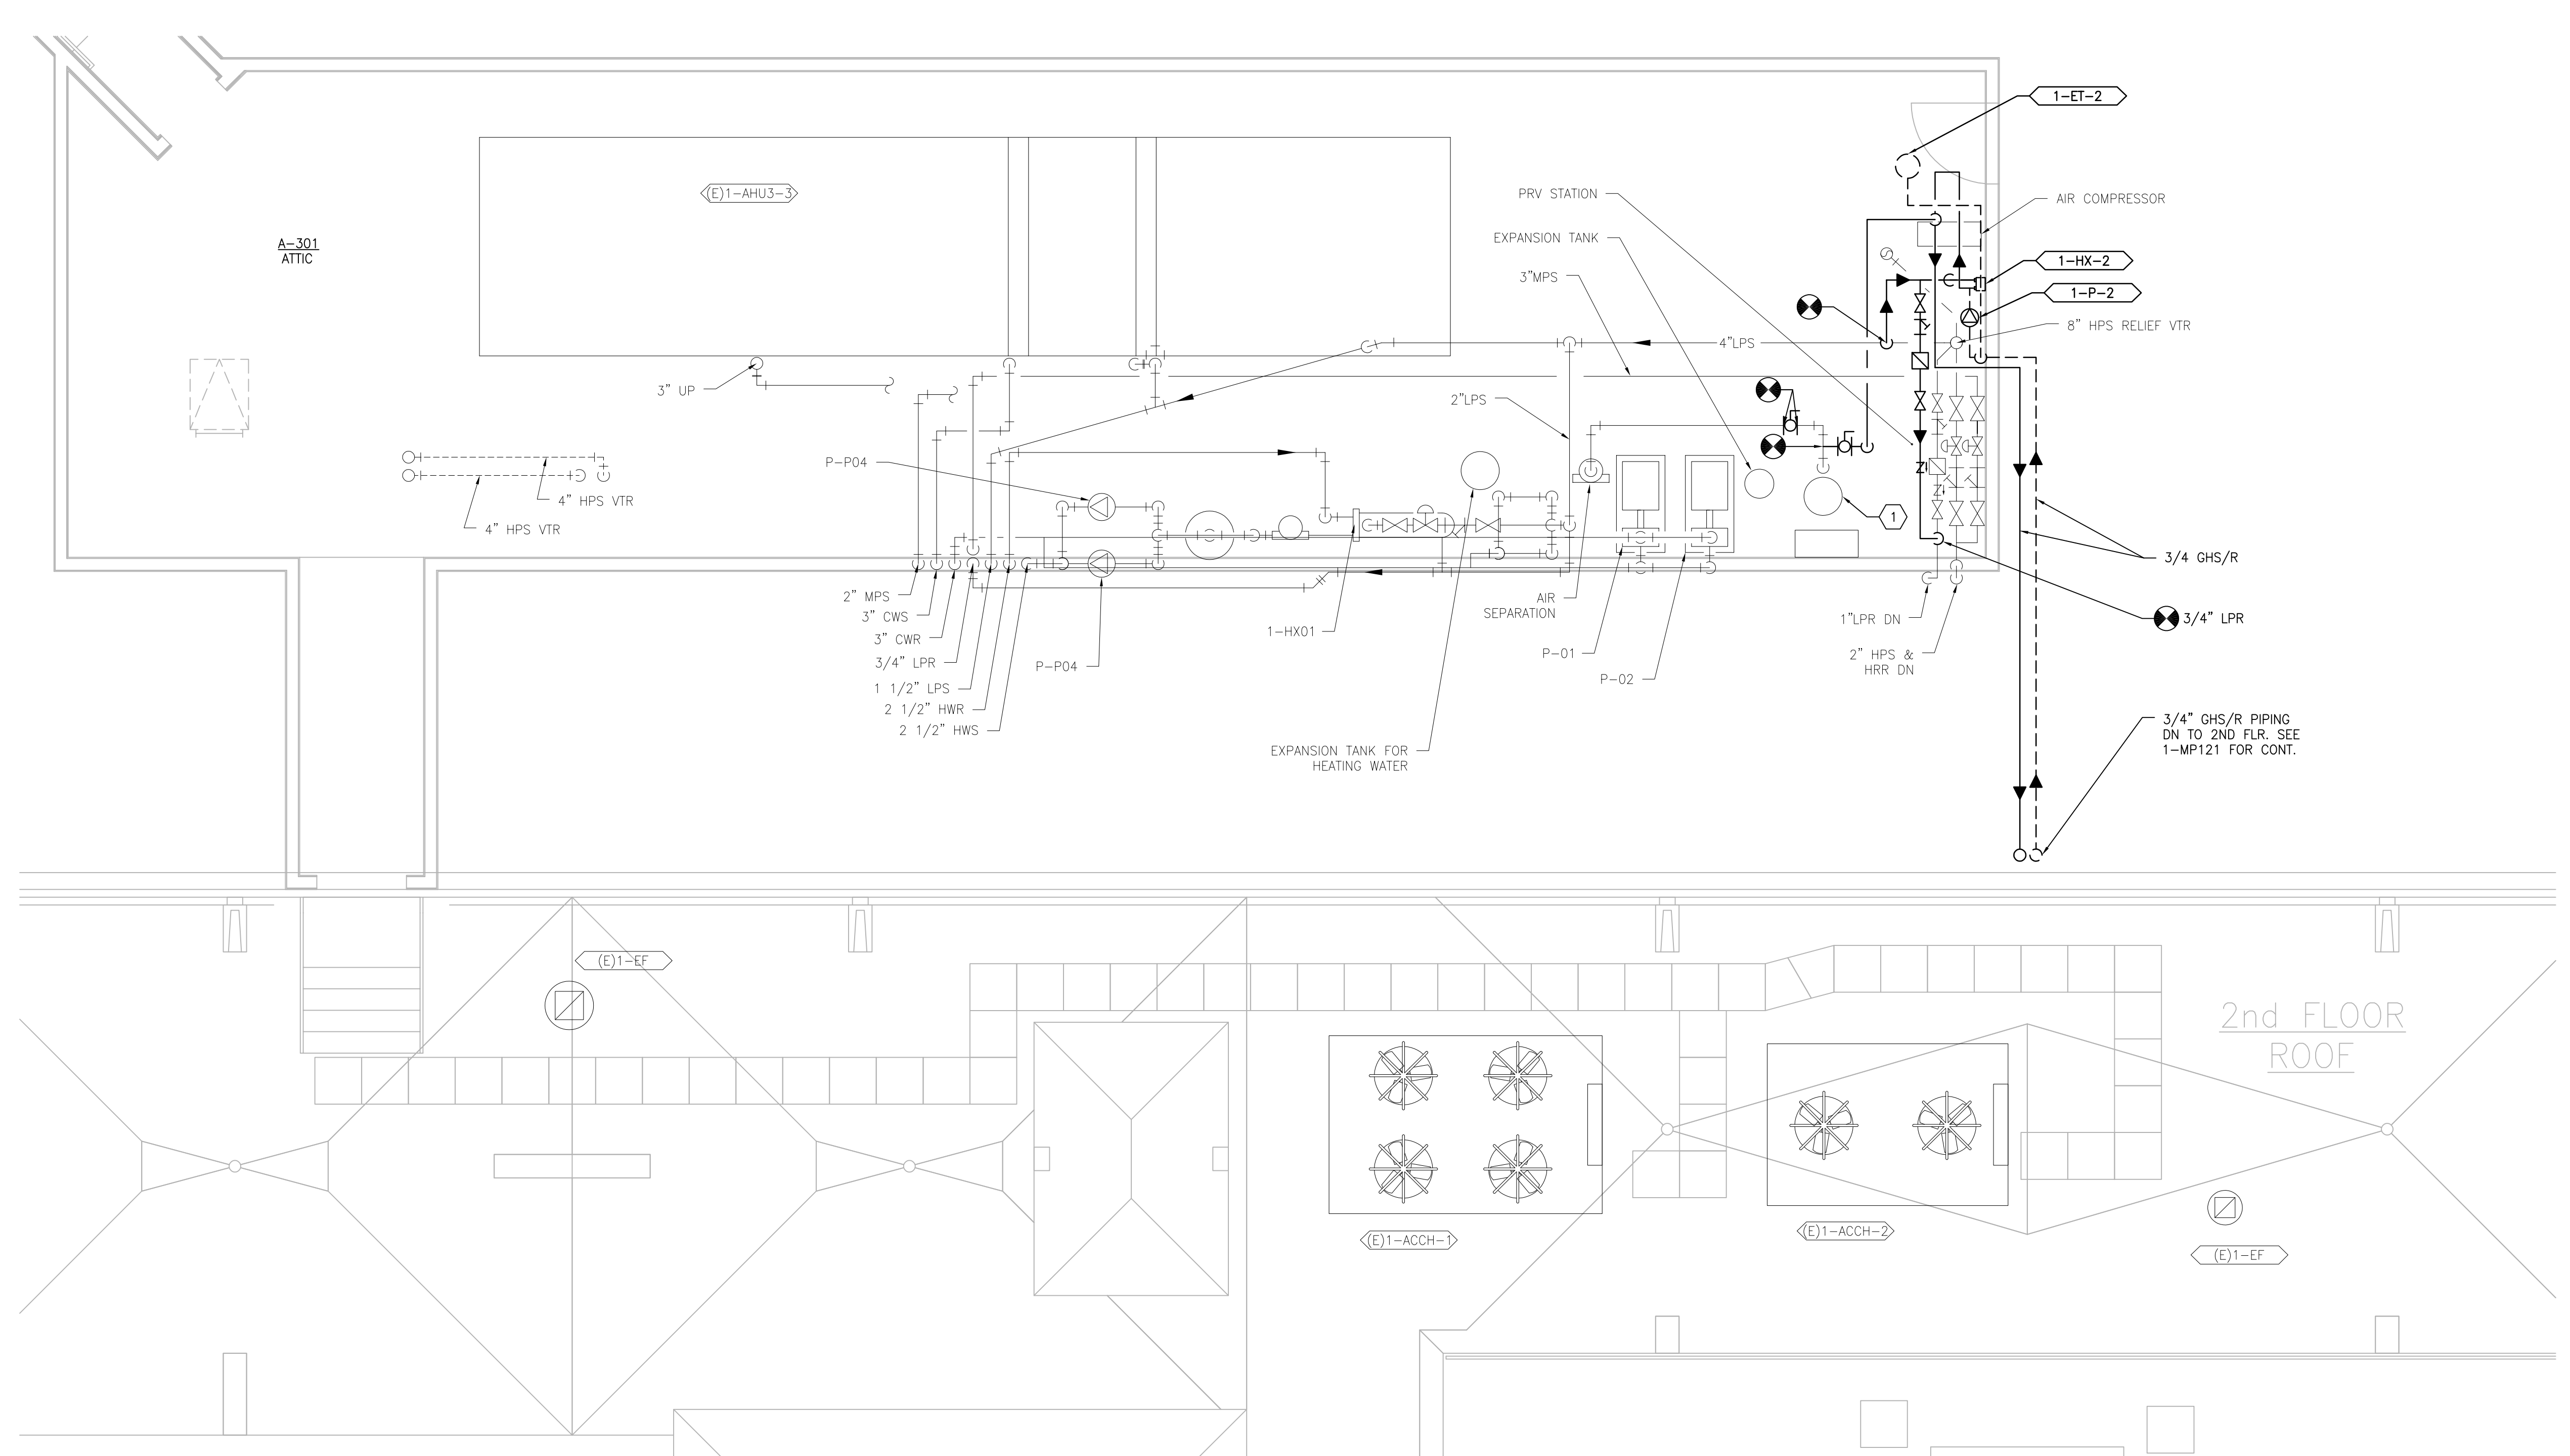 1-ET-2
PRV STATION
(E)1-AHU3-3
AIR COMPRESSOR
EXPANSION TANK
A-301
ATTIC
1-HX-2
3"MPS
1-P-2
8" HPS RELIEF VTR
4"LPS
3" UP
2"LPS
P-P04
4" HPS VTR
4" HPS VTR
1
3/4 GHS/R
2" MPS
3" CWS
3" CWR
3/4" LPR
1 1/2" LPS
2 1/2" HWR
2 1/2" HWS
P-P04
1-HX01
AIR
SEPARATION
P-01
P-02
1"LPR DN
2" HPS &
HRR DN
3/4" LPR
EXPANSION TANK FOR
HEATING WATER
3/4" GHS/R PIPING
DN TO 2ND FLR. SEE
1-MP121 FOR CONT.
(E)1-EF
2nd FLOOR
ROOF
(E)1-ACCH-1
(E)1-ACCH-2
(E)1-EF